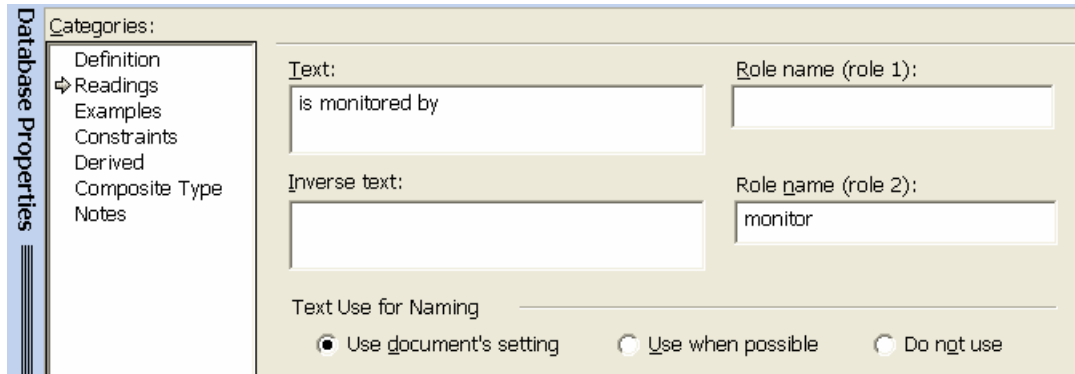 Database Properties
Categories:
Definition
Readings
Examples
Constraints
Derived
Composite Type
Notes
Text:
is monitored by
Role name (role 1):
Inverse text:
Role name (role 2):
monitor
Text Use for Naming
Use document's setting
Use when possible
Do not use